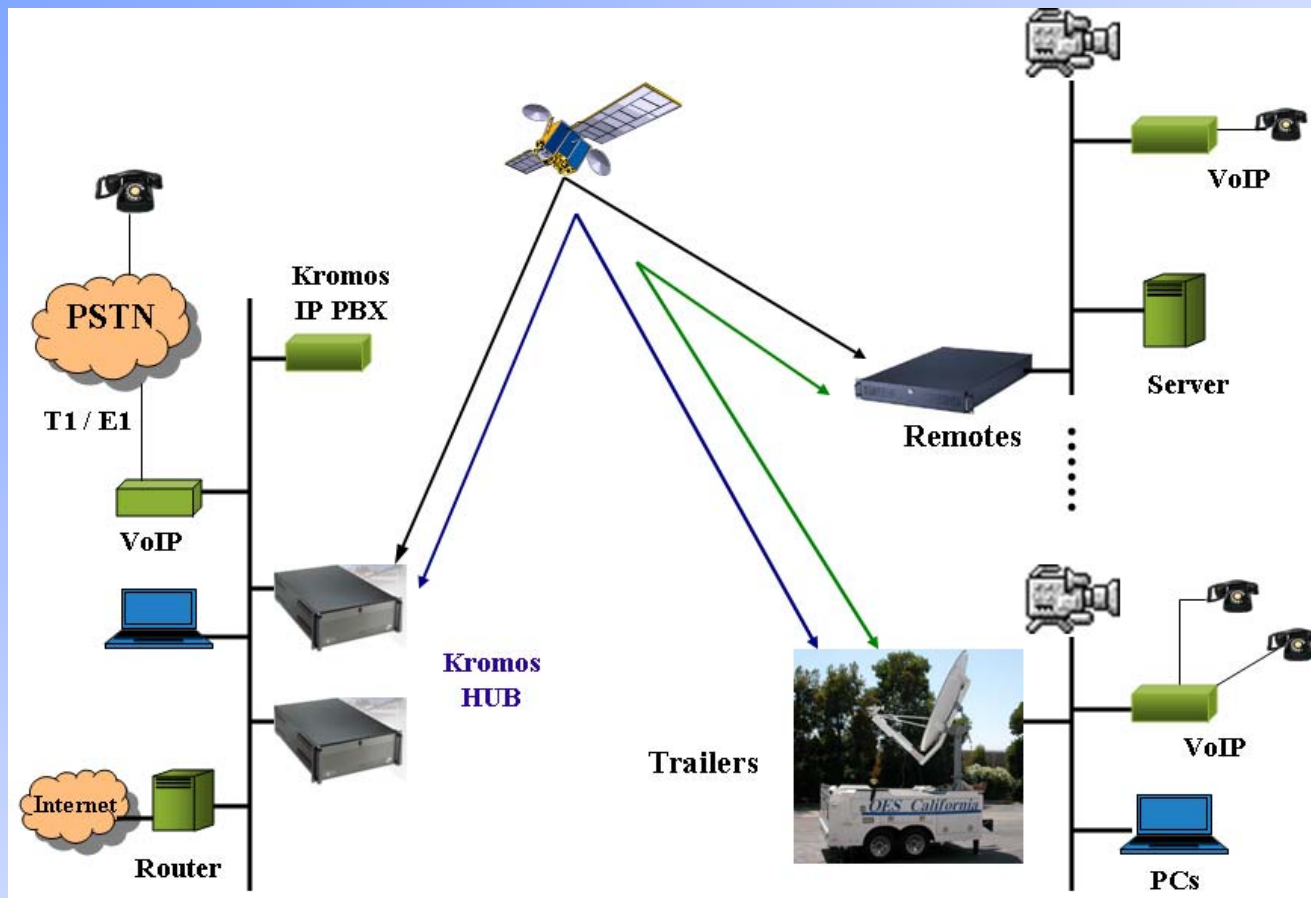 Kromos
IP PBX
PSTN
T1 / E1
VoIP
Kromos
HUB
Internet
Router
VoIP
Server
Remotes
Trailers
OES California
VoIP
PCs